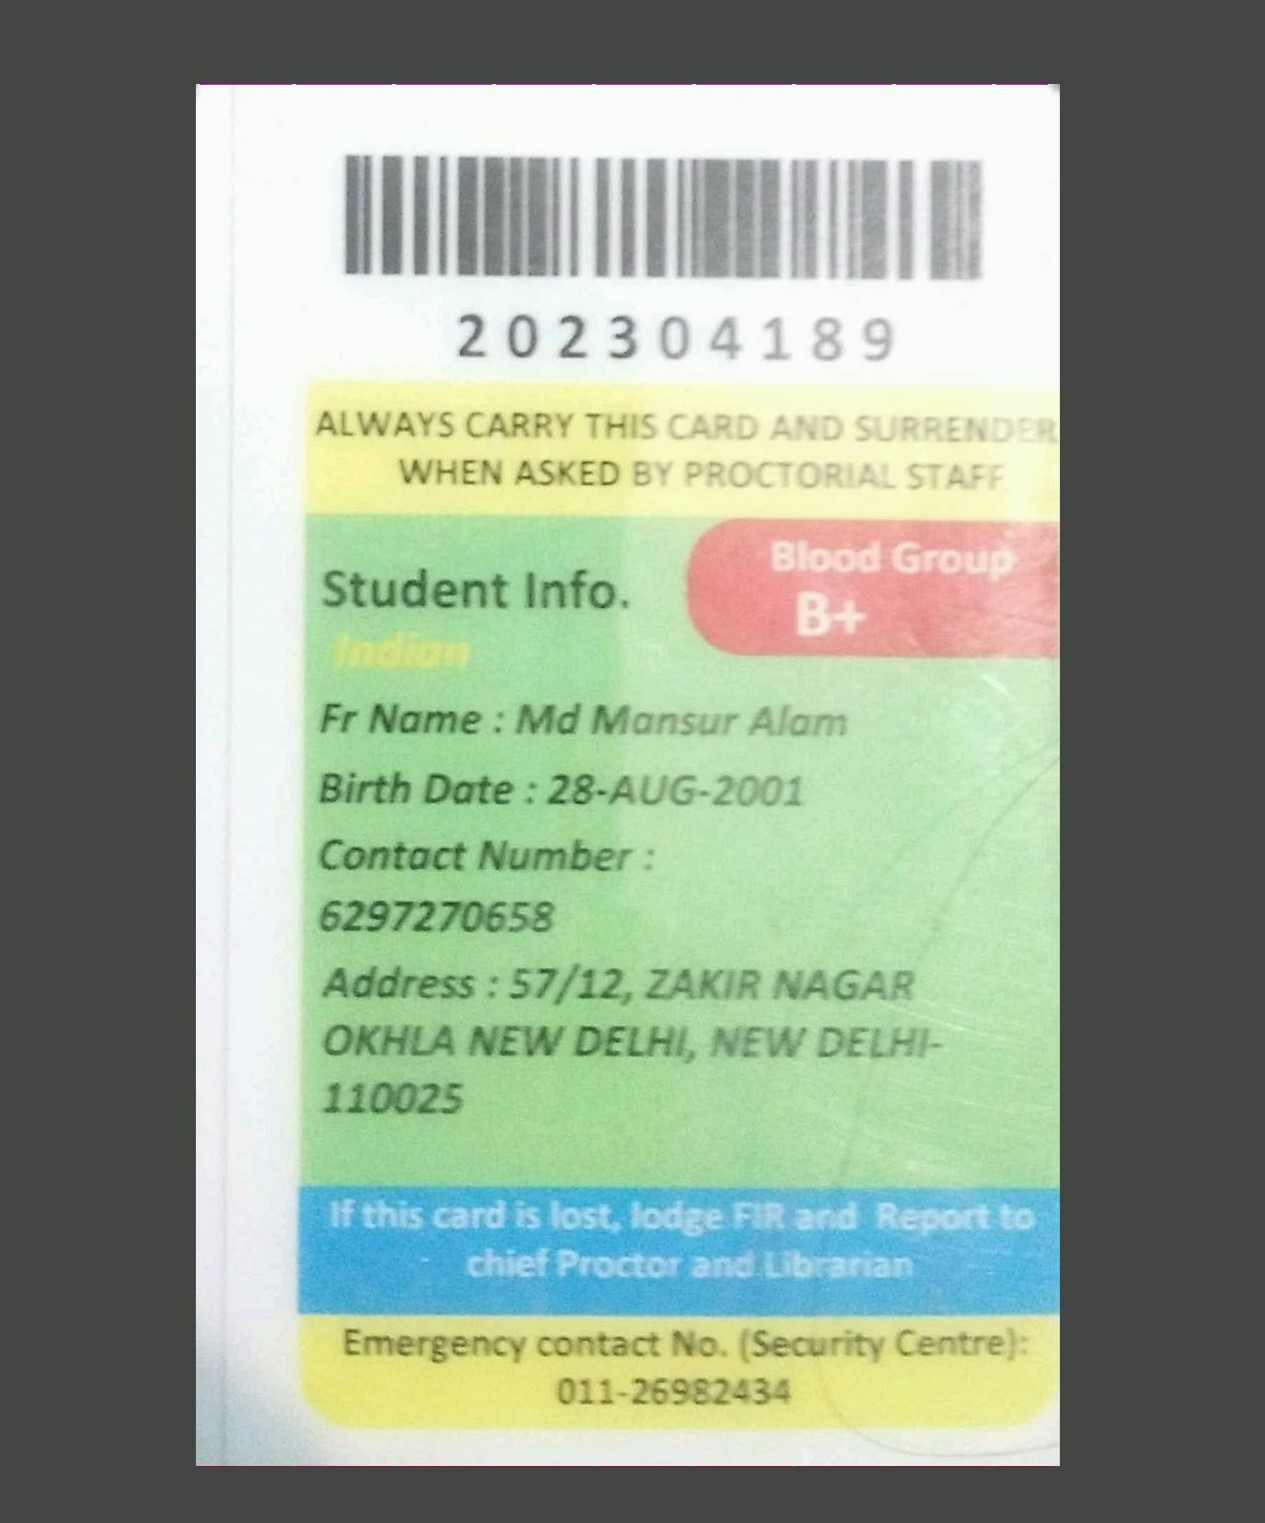 202304189
ALWAYS CARRY THIS CARD AND SURRENDER
WHEN ASKED BY PROCTORIAL STAFF
Blood Group
B+
Student Info.
Indian
Fr Name : Md Mansur Alam
Birth Date : 28-AUG-2001
Contact Number :
6297270658
Address : 57/12, ZAKIR NAGAR
OKHLA NEW DELHI, NEW DELHI-
110025
If this card is lost, lodge FIR and Report to
chief Proctor and Librarian
Emergency contact No. (Security Centre):
011-26982434